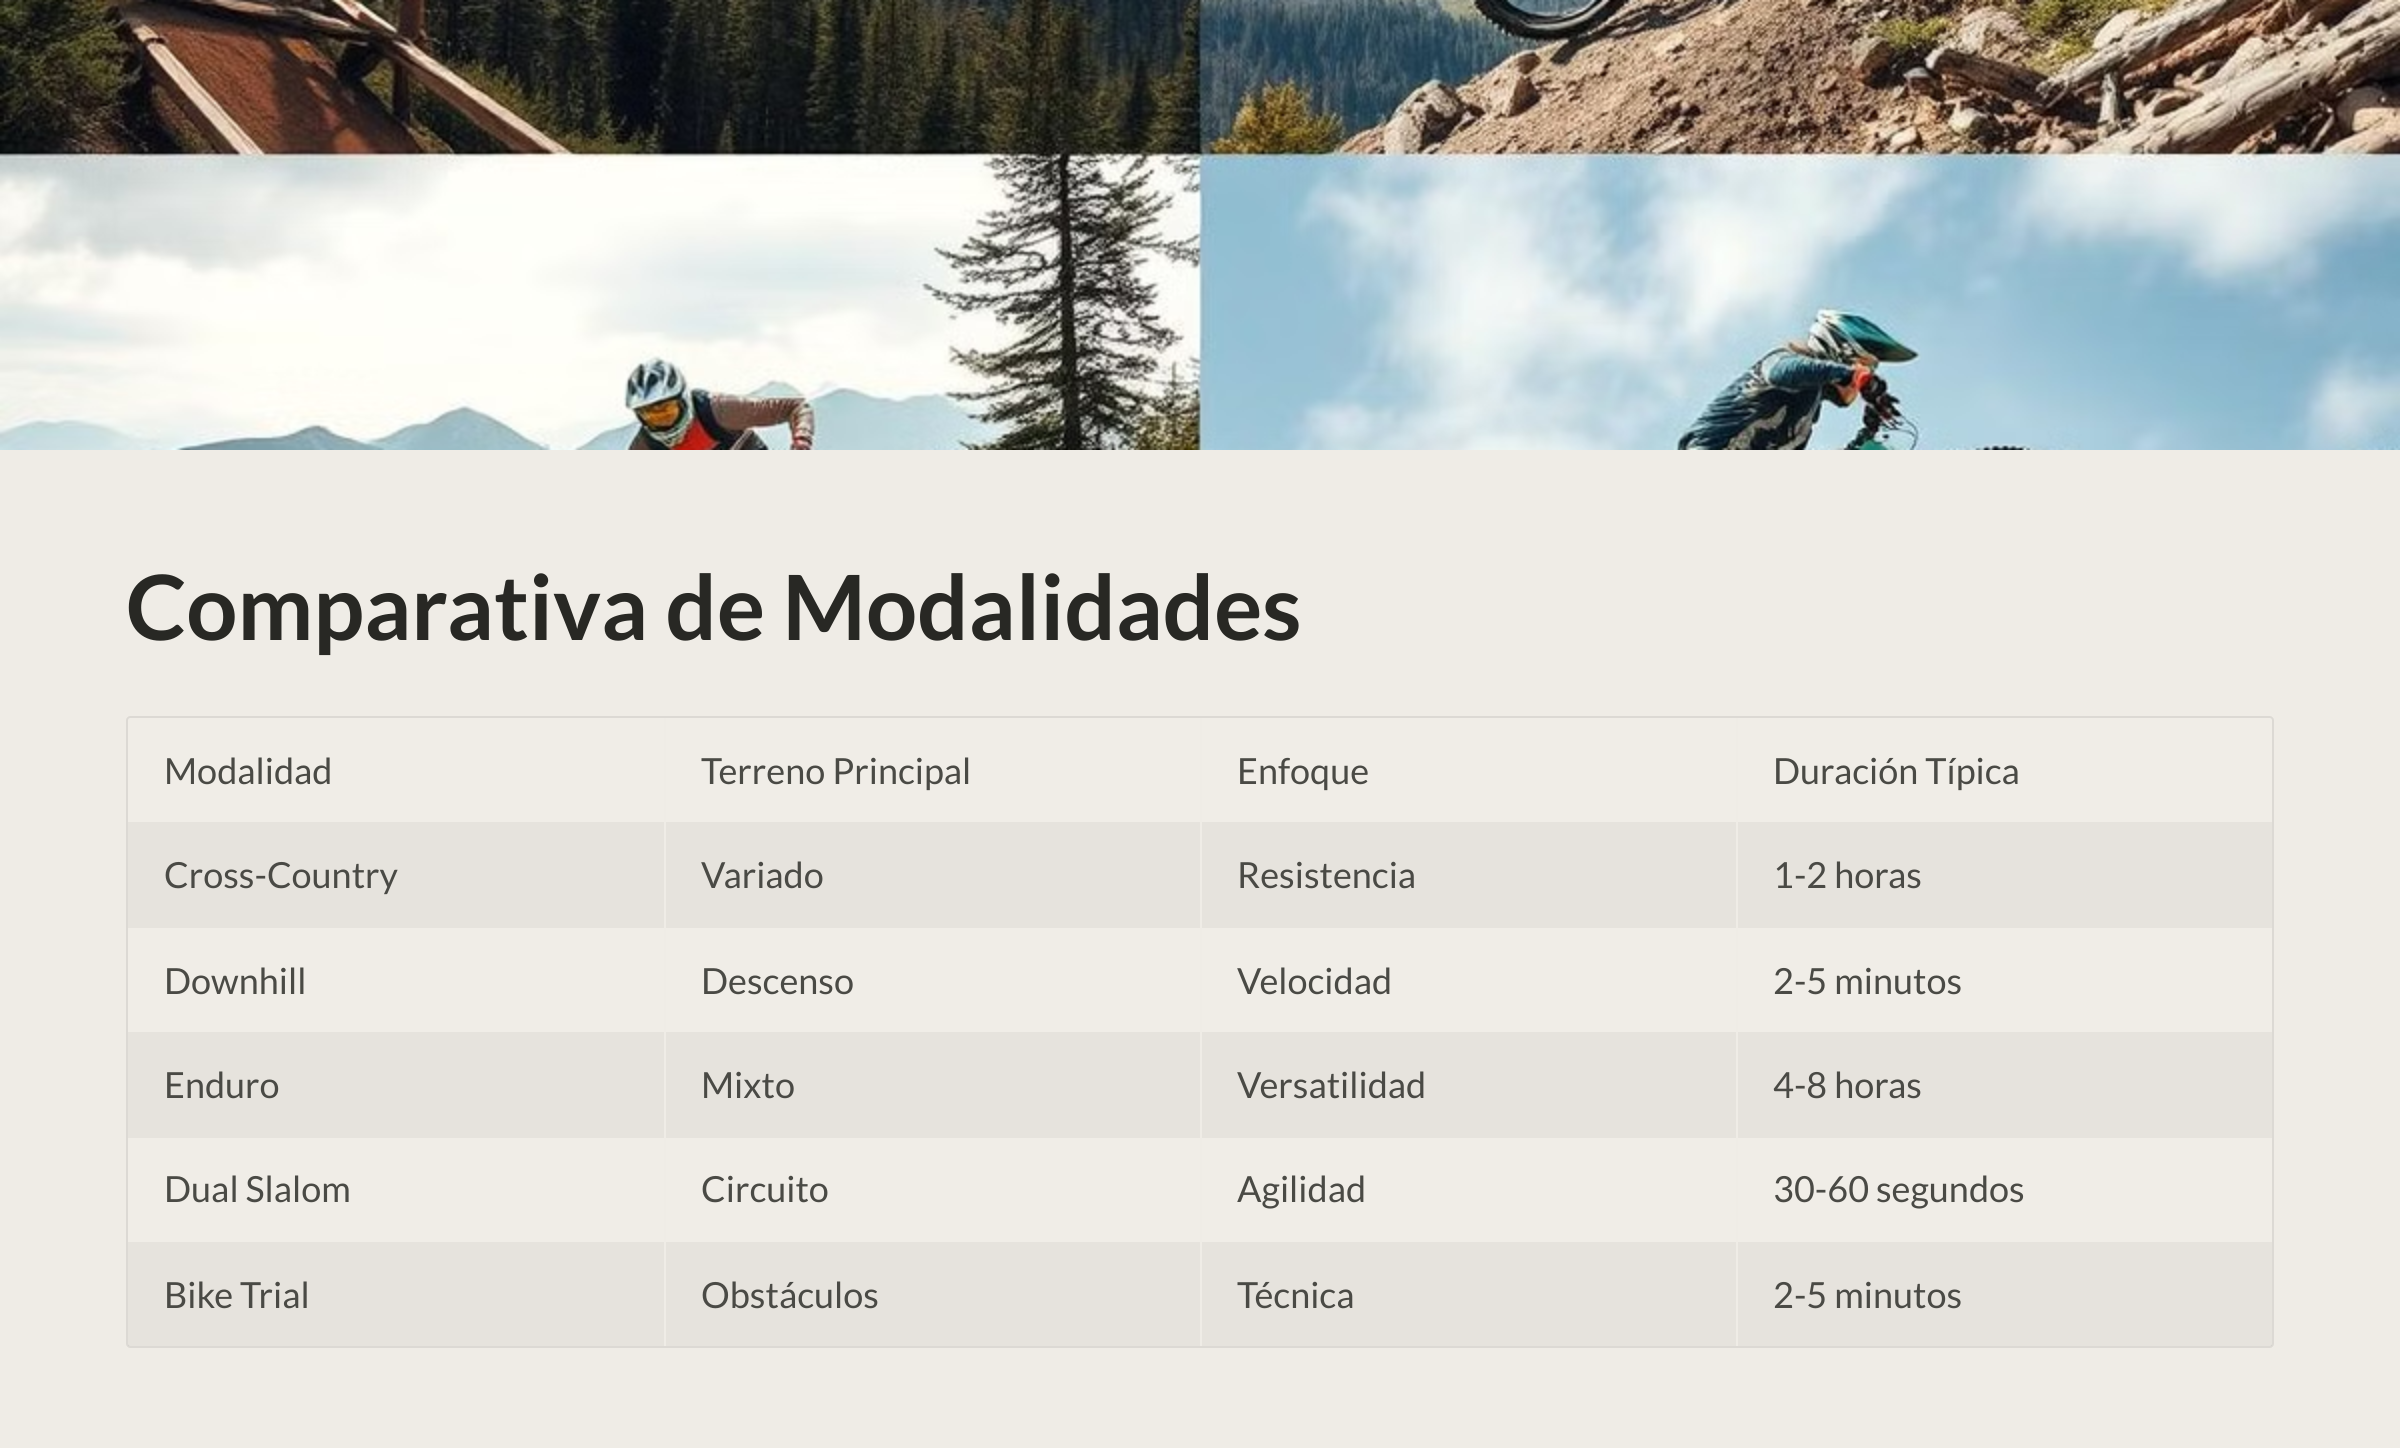 Comparativa de Modalidades
Modalidad Terreno Principal Enfoque Duración Típica
Cross-Country Variado Resistencia 1-2 horas
Downhill Descenso Velocidad 2-5 minutos
Enduro Mixto Versatilidad 4-8 horas
Dual Slalom Circuito Agilidad 30-60 segundos
Bike Trial Obstáculos Técnica 2-5 minutos